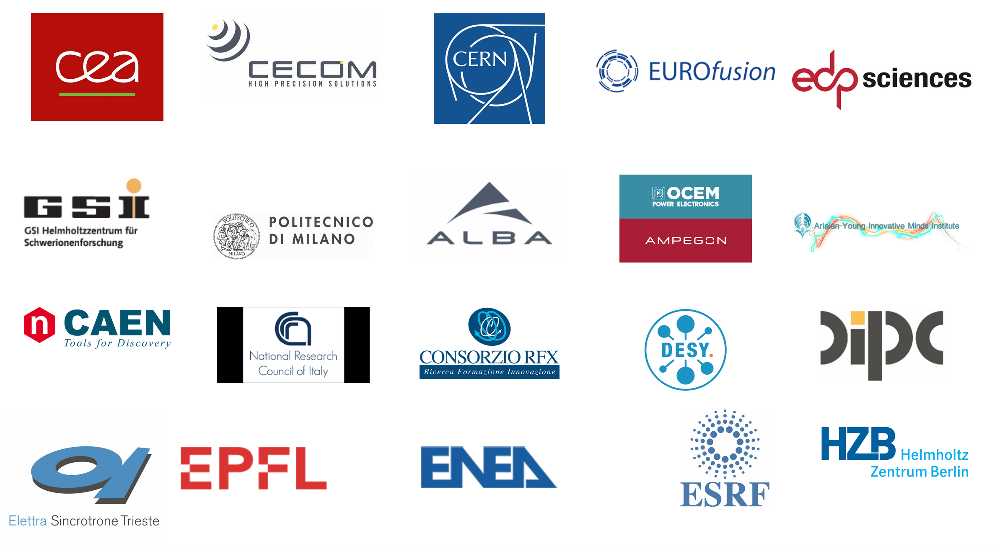 cea
CECOM
HIGH PRECISION SOLUTIONS
CERN
EUROfusion
edp sciences
GSI
GSI Helmholtzzentrum für
Schwerionenforschung
POLITECNICO
MILANO
POLITECNICO
DI MILANO
ALBA
OCEM
POWER ELECTRONICS
AMPEGON
Ariaian Young Innovative Minds Institute
n CAEN
Tools for Discovery
National Research
Council of Italy
CONSORZIO RFX
Ricerca Formazione Innovazione
DESY.
dipc
Elettra Sincrotrone Trieste
EPFL
ENEA
ESRF
HZB Helmholtz
Zentrum Berlin